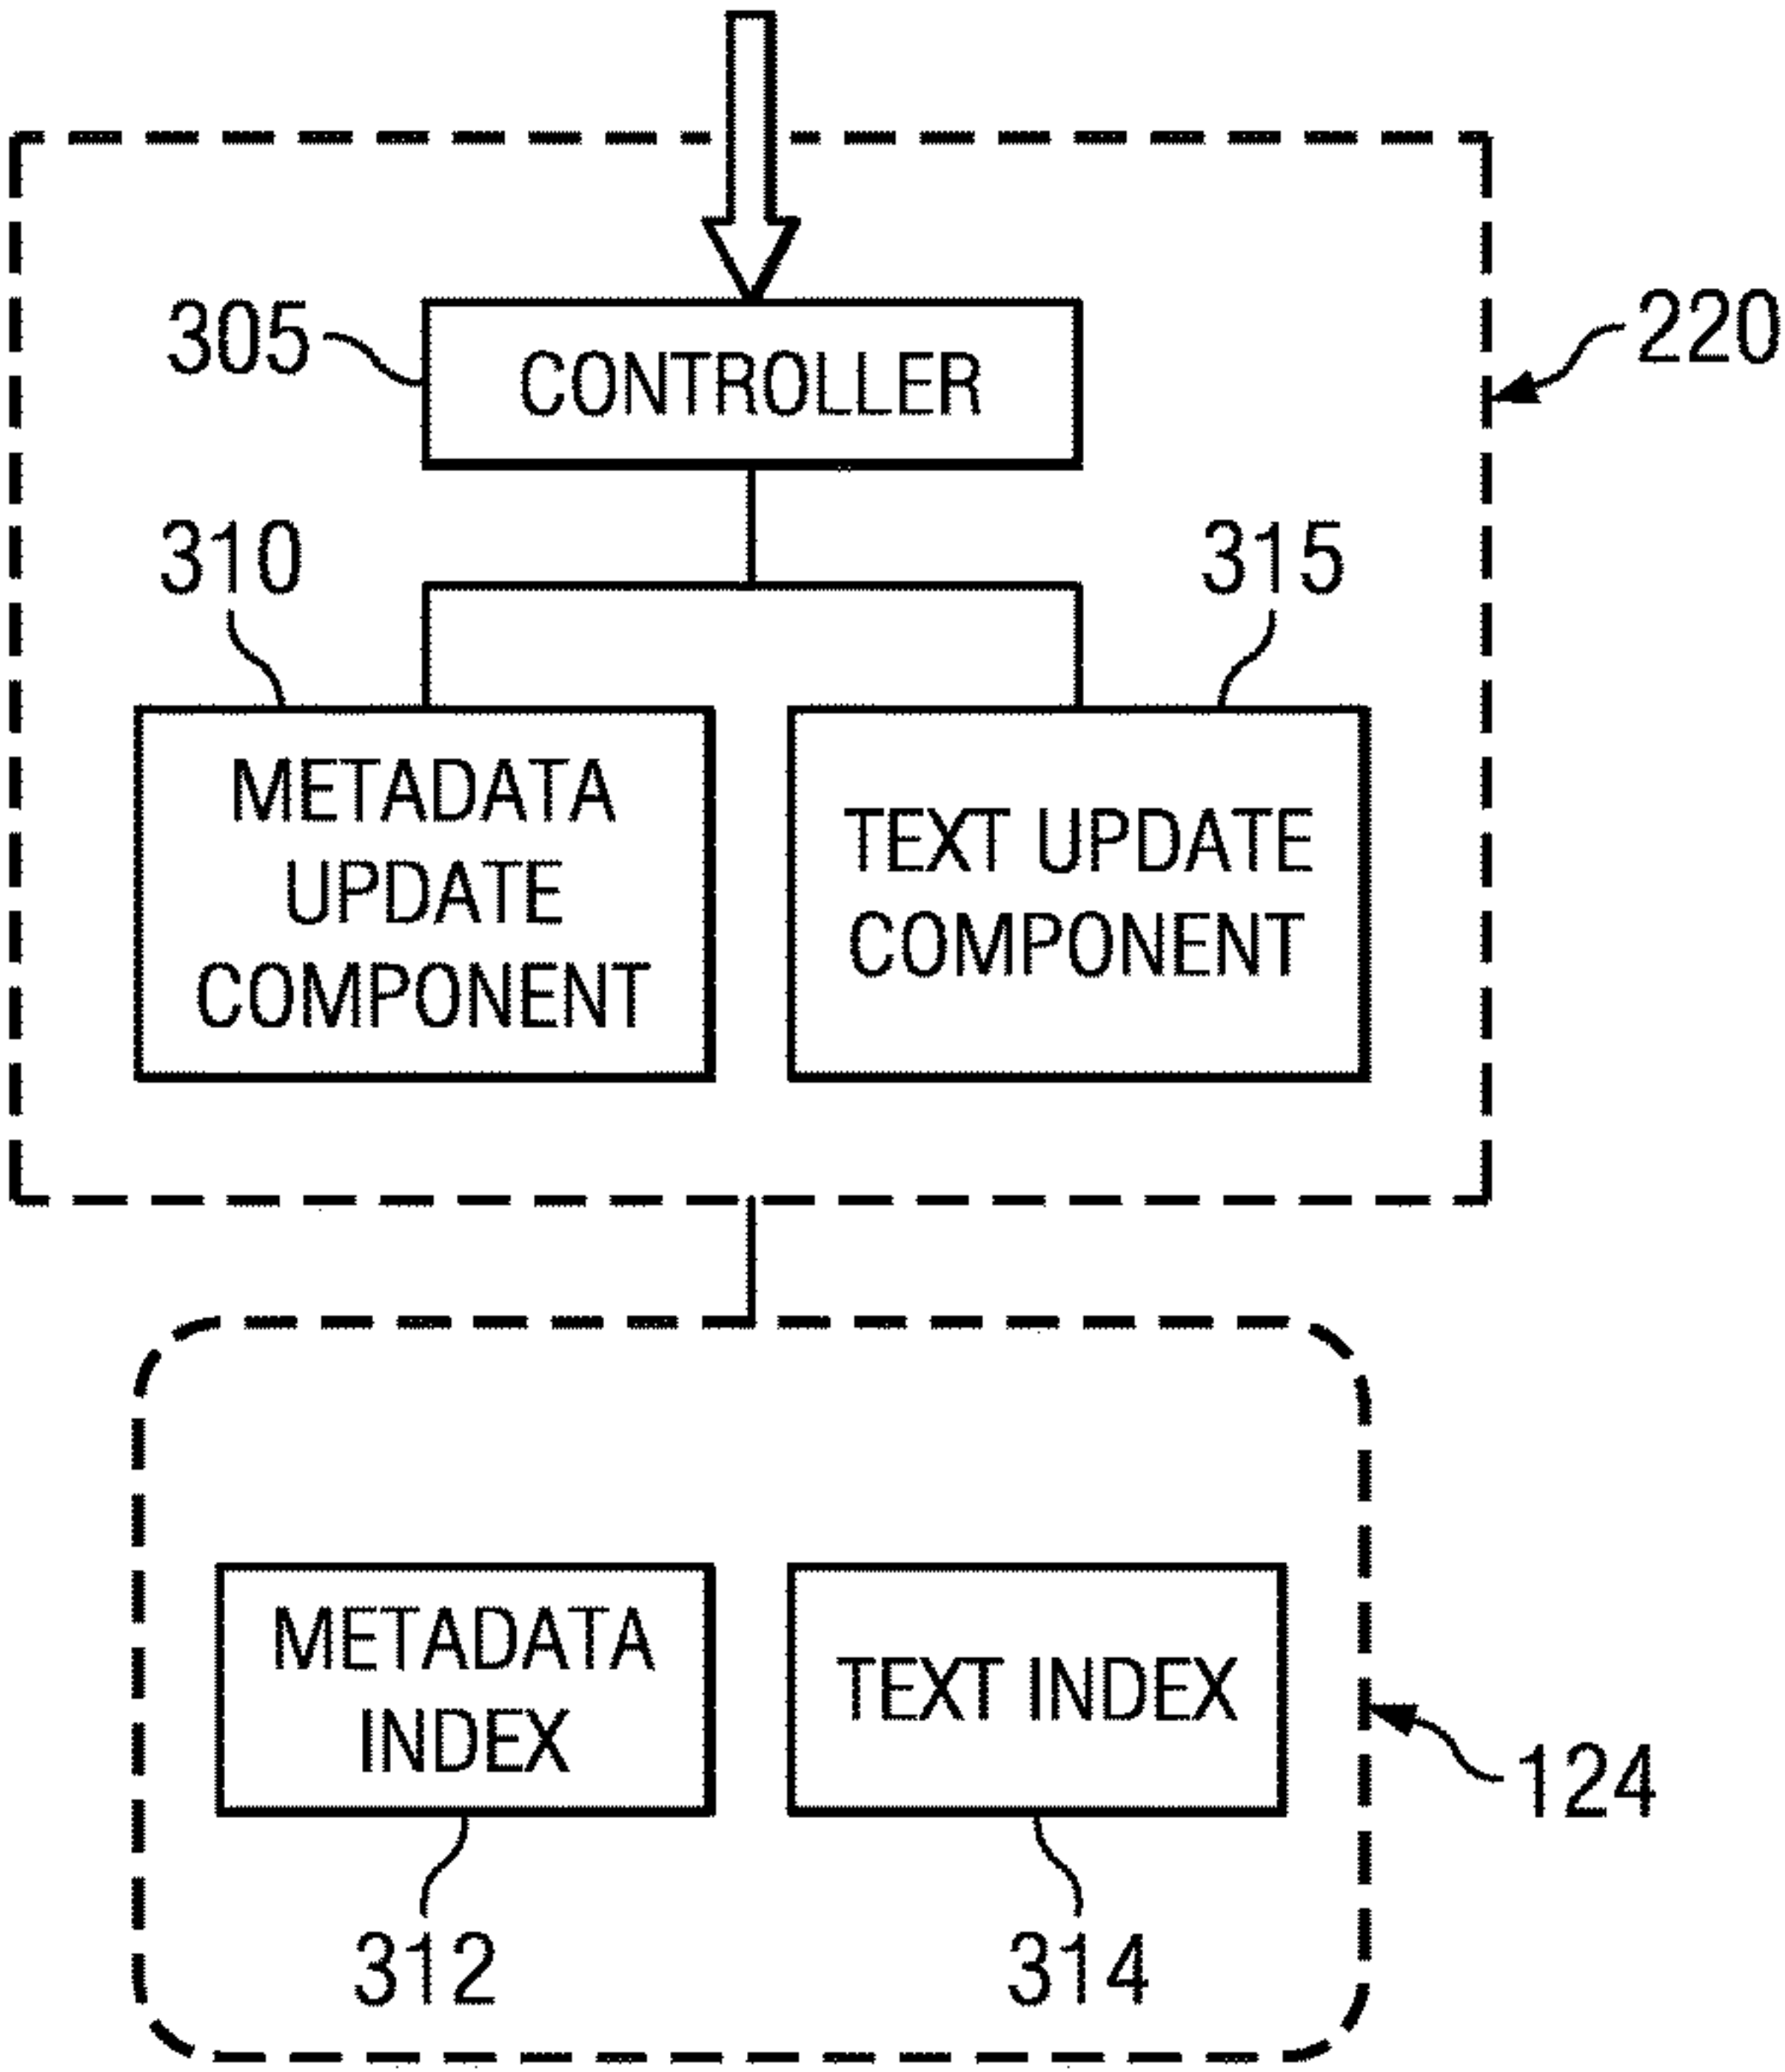 305
CONTROLLER
220
310
315
METADATA
UPDATE
COMPONENT
TEXT UPDATE
COMPONENT
METADATA
INDEX
TEXT INDEX
124
312
314